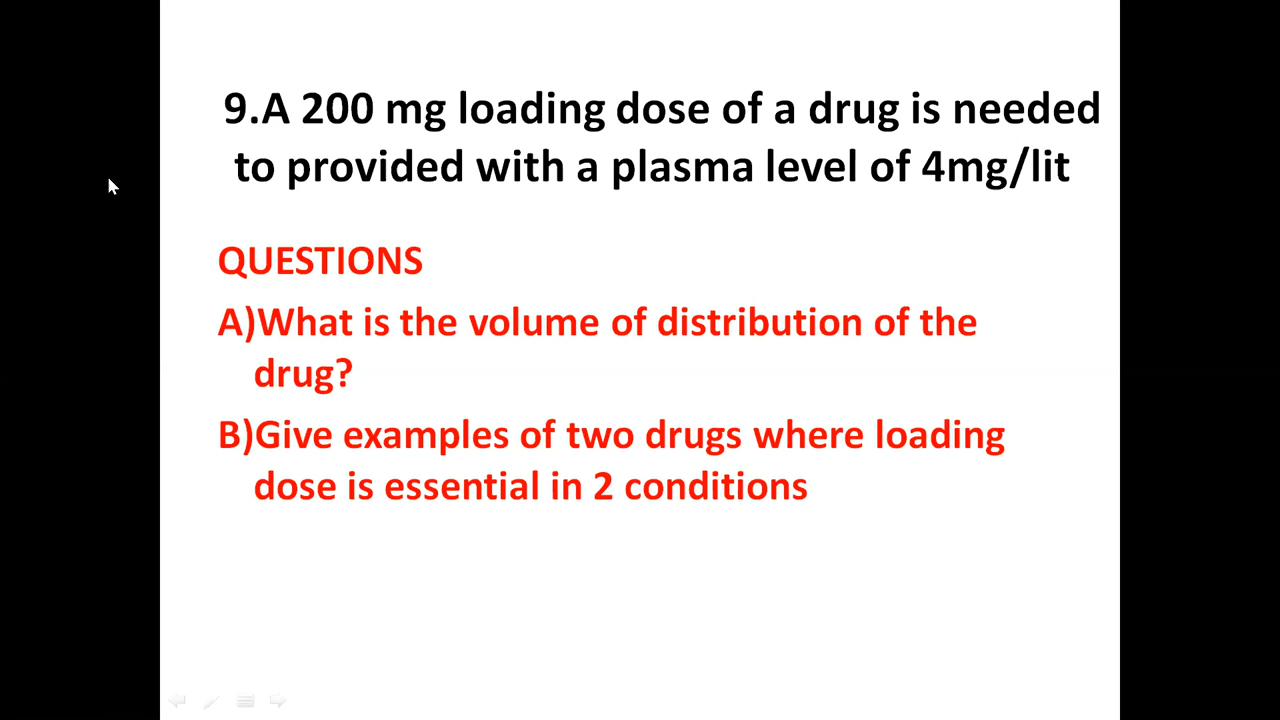 9.A 200 mg loading dose of a drug is needed
to provided with a plasma level of 4mg/lit
QUESTIONS
A)What is the volume of distribution of the
drug?
B)Give examples of two drugs where loading
dose is essential in 2 conditions